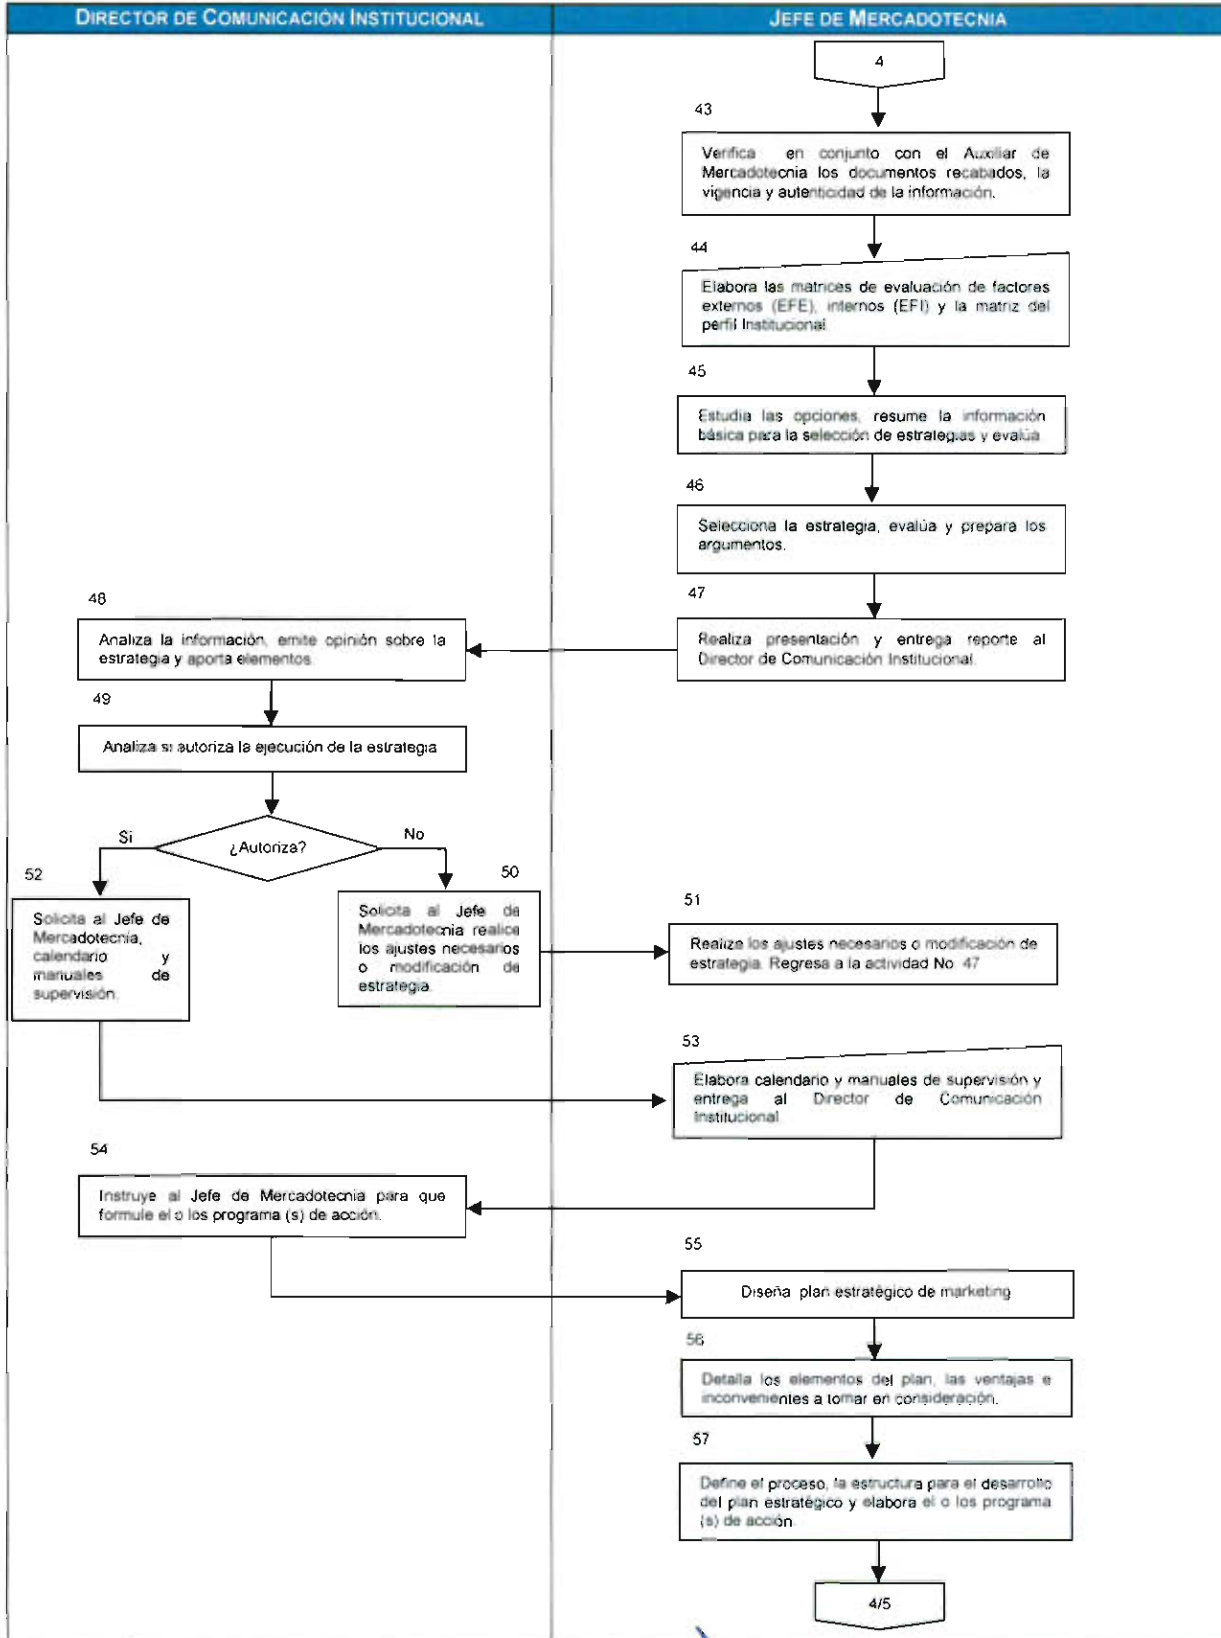 DIRECTOR DE COMUNICACIÓN INSTITUCIONAL
JEFE DE MERCADOTECNIA
4
43
Verifica en conjunto con el Auxiliar de
Mercadotecnia los documentos recabados, la
vigencia y autenticidad de la información.
44
Elabora las matrices de evaluación de factores
externos (EFE), internos (EFI) y la matriz del
perfil Institucional
45
Estudia las opciones, resume la información
básica para la selección de estrategias y evalúa
46
Selecciona la estrategia, evalúa y prepara los
argumentos.
47
Realiza presentación y entrega reporte al
Director de Comunicación Institucional.
48
Analiza la información, emite opinión sobre la
estrategia y aporta elementos
49
Analiza si autoriza la ejecución de la estrategia
¿Autoriza?
Si
No
52
Solicita al Jefe de
Mercadotecnia,
calendario y
manuales de
supervisión.
50
Solicita al Jefe de
Mercadotecnia realice
los ajustes necesarios
o modificación de
estrategia.
51
Realiza los ajustes necesarios o modificación de
estrategia. Regresa a la actividad No. 47
53
Elabora calendario y manuales de supervisión y
entrega al Director de Comunicación
Institucional
54
Instruye al Jefe de Mercadotecnia para que
formule el o los programa (s) de acción.
55
Diseña plan estratégico de marketing
56
Detalla los elementos del plan, las ventajas e
inconvenientes a tomar en consideración.
57
Define el proceso, la estructura para el desarrollo
del plan estratégico y elabora el o los programa
(s) de acción
4/5